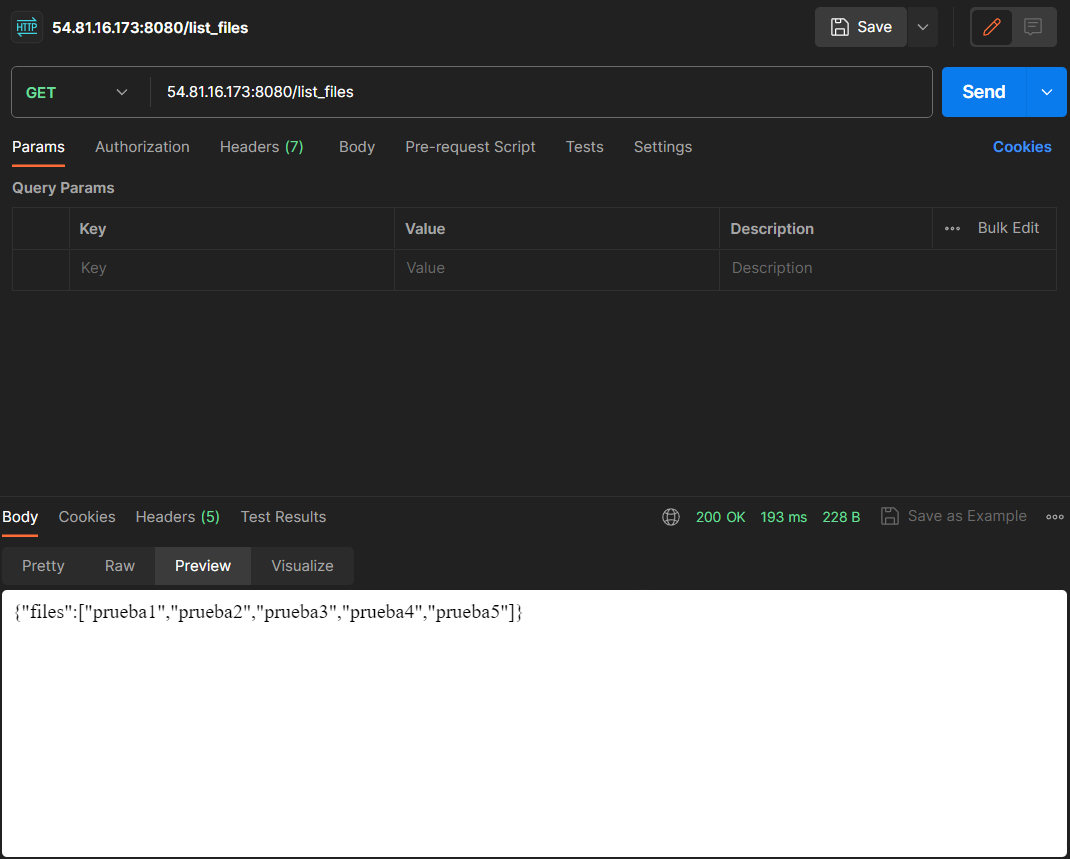 HTTP 54.81.16.173:8080/list_files Save
GET 54.81.16.173:8080/list_files Send
Params Authorization Headers (7) Body Pre-request Script Tests Settings Cookies
Query Params
Key Value Description Bulk Edit
Key Value Description
Body Cookies Headers (5) Test Results 200 OK 193 ms 228 B Save as Example
Pretty Raw Preview Visualize
{"files":["prueba1","prueba2","prueba3","prueba4","prueba5"]}